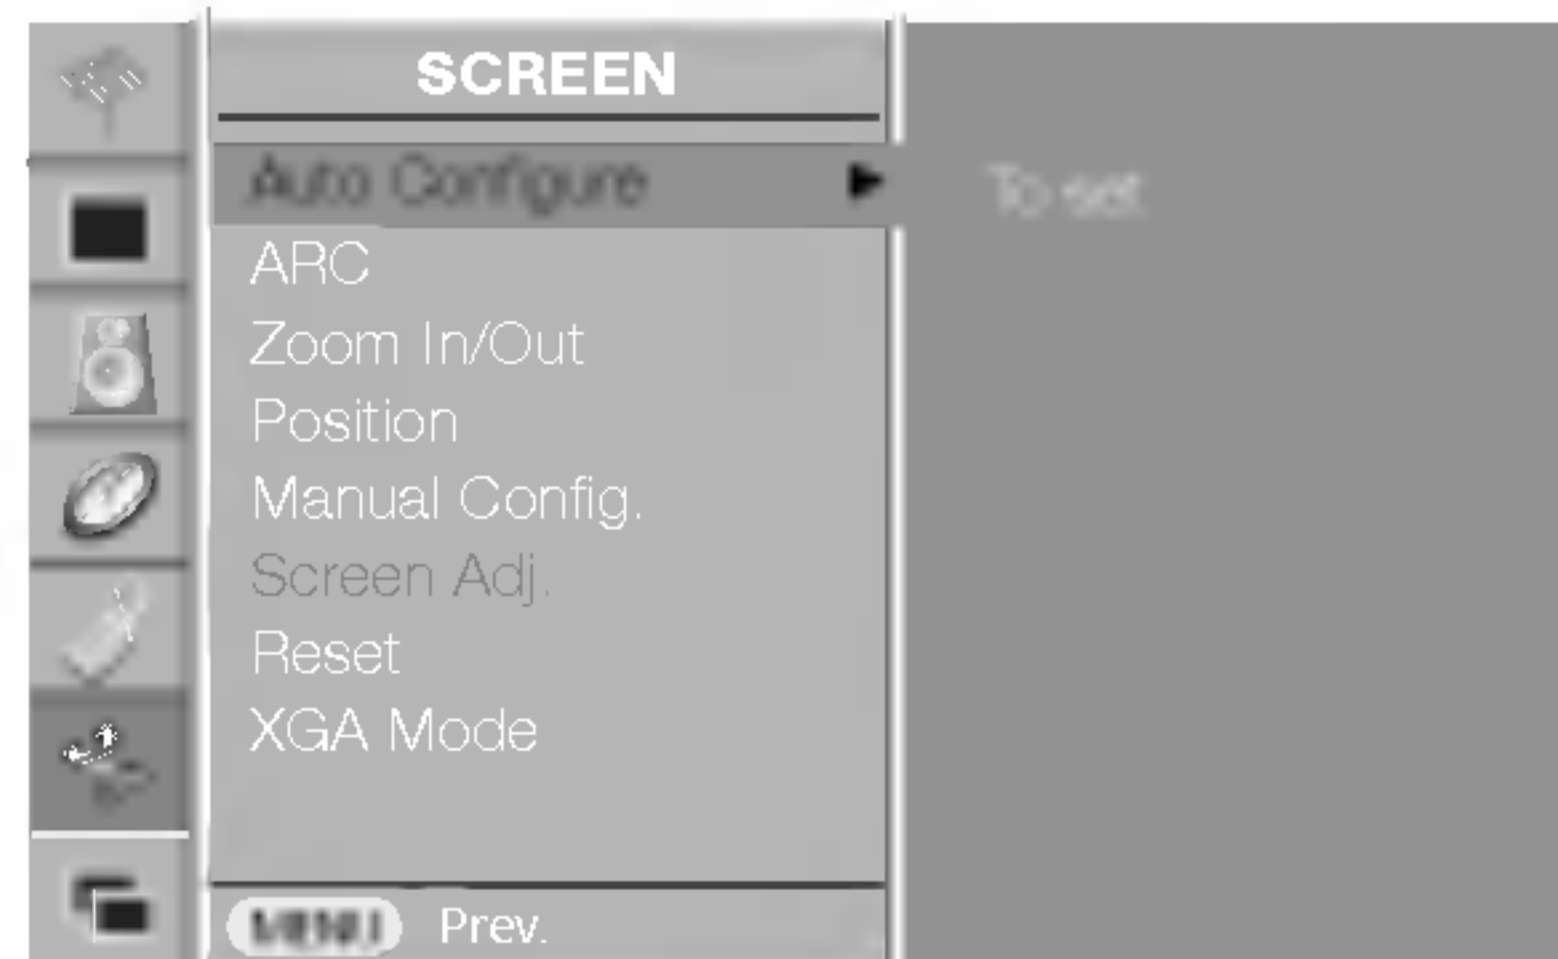 SCREEN
Auto Configure
To set
ARC
Zoom In/Out
Position
Manual Config.
Screen Adj.
Reset
XGA Mode
MENU Prev.